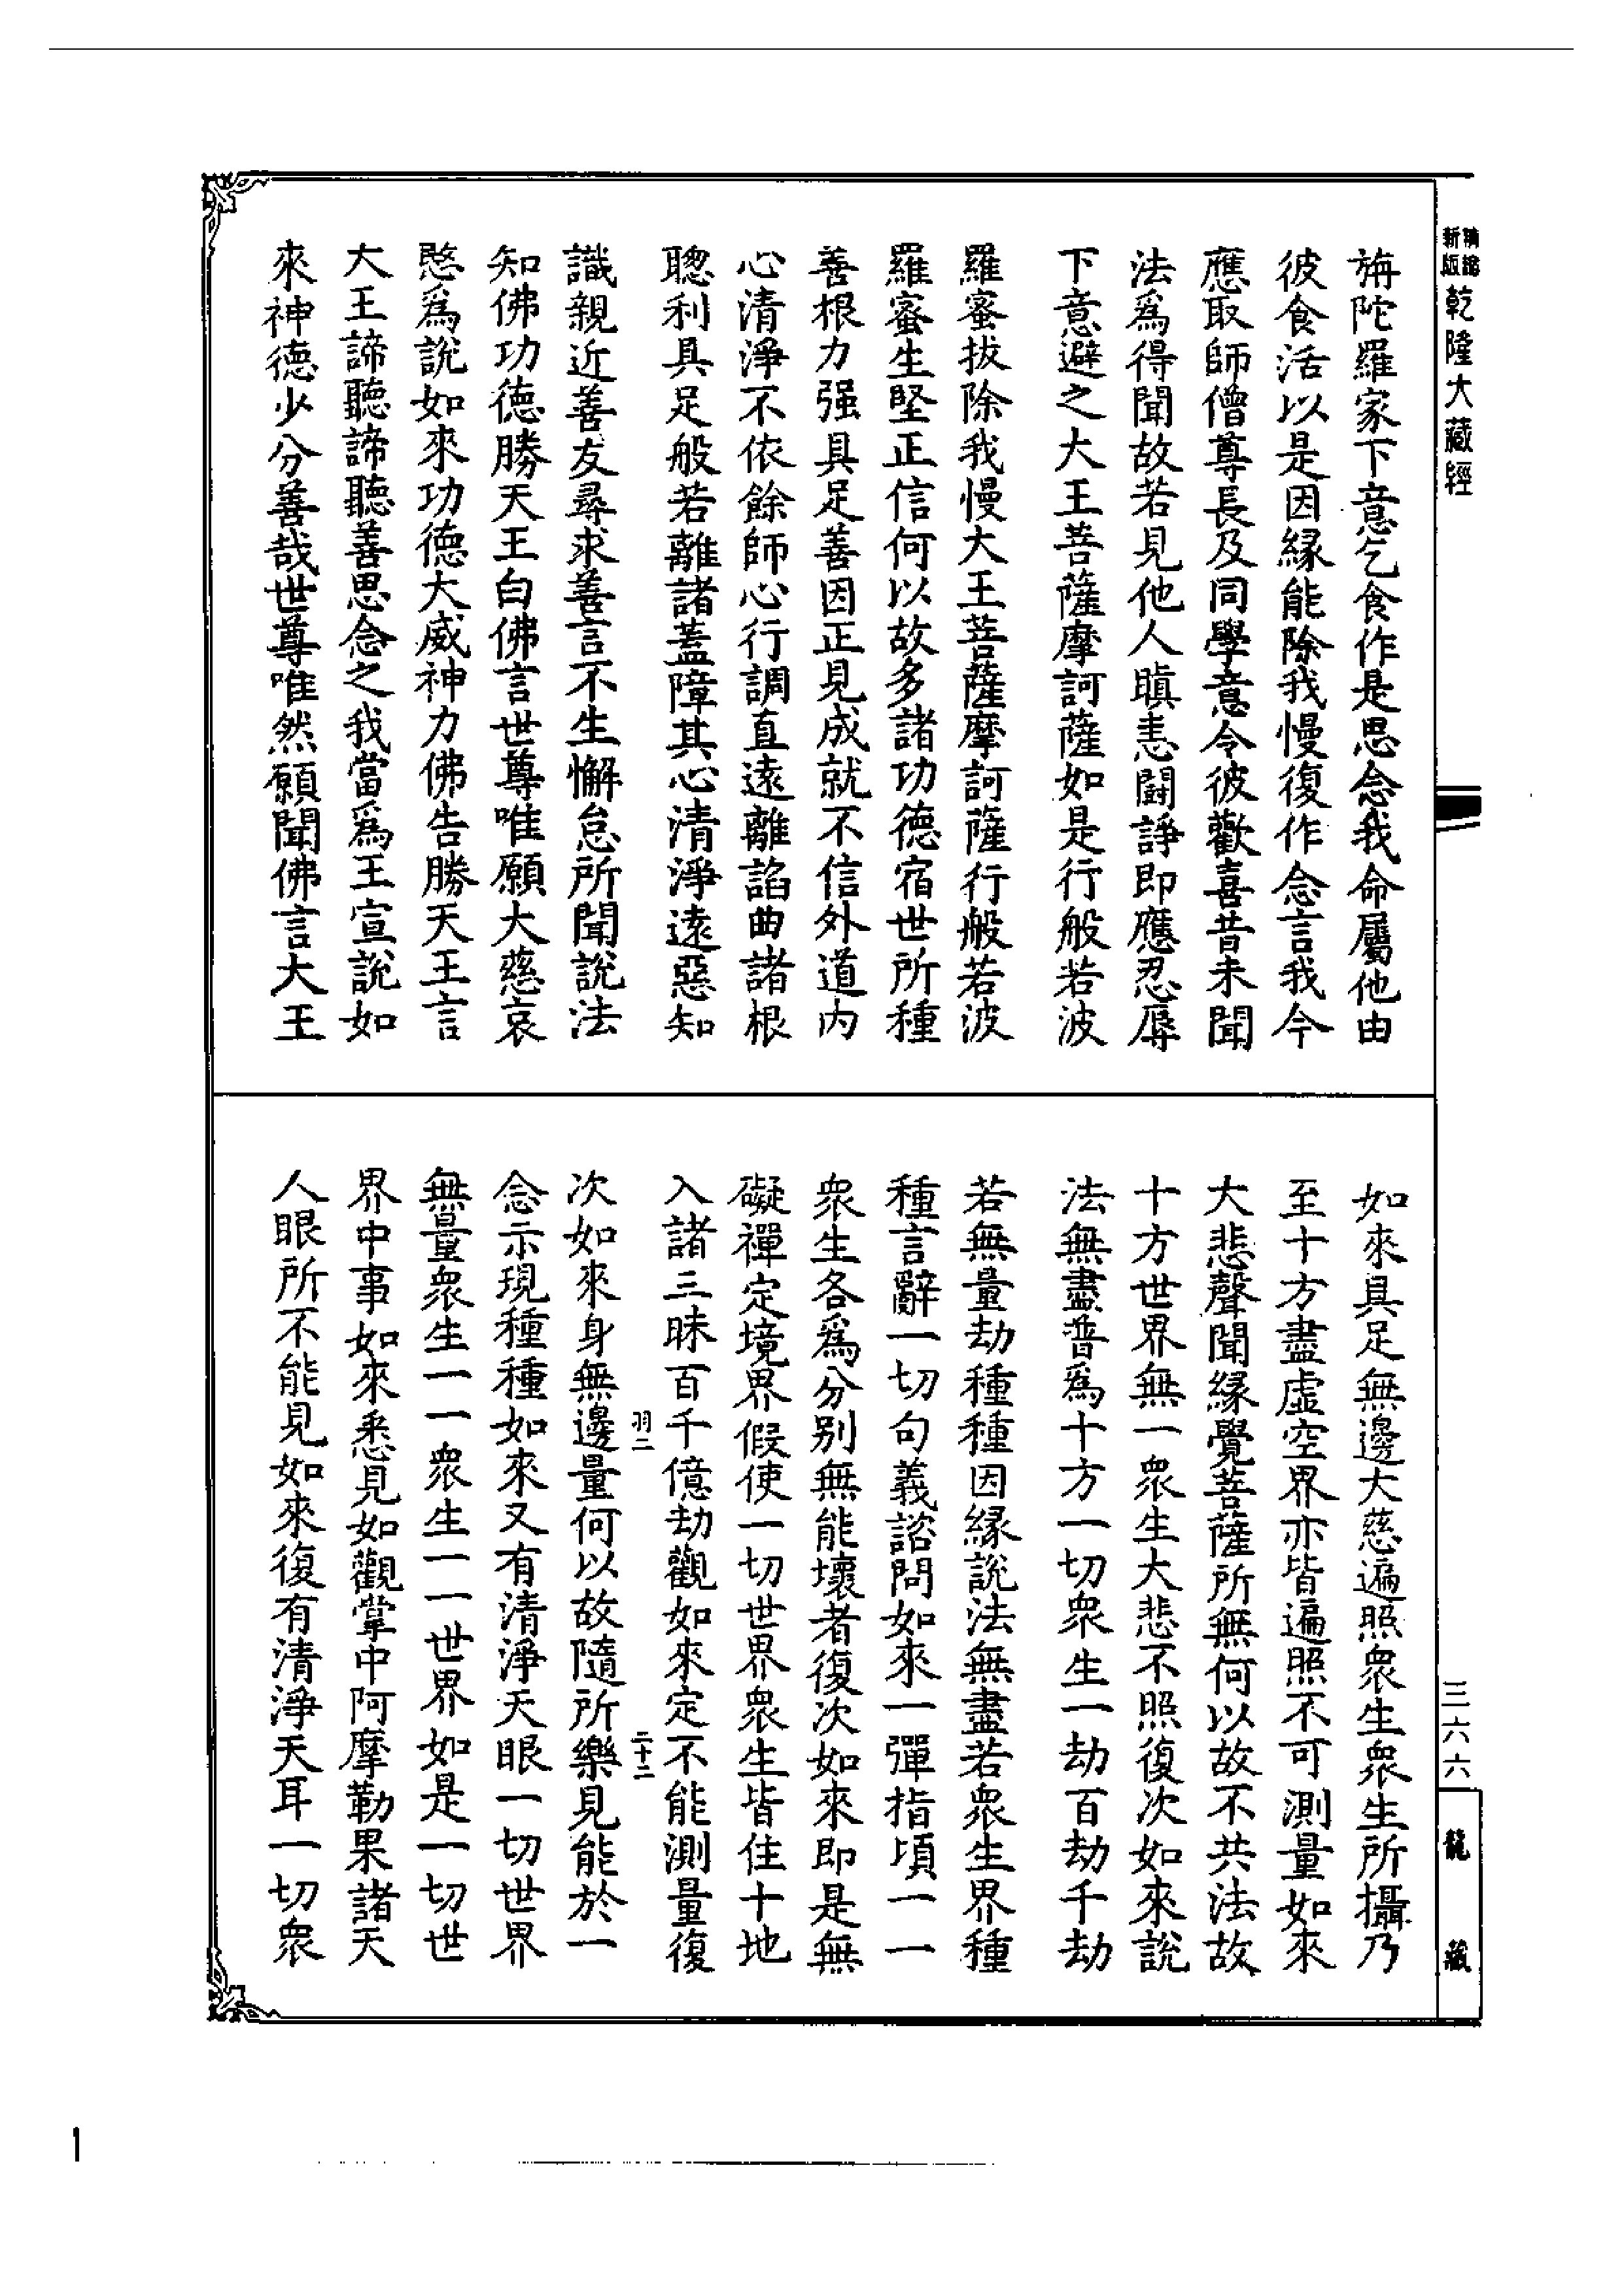 新版
乾隆大藏經
旃陀羅家下意乞食作是思念我命屬他由
彼食活以是因緣能除我慢復作念言我今
應取師僧尊長及同學意令彼歡喜昔未聞
法爲得聞故若見他人瞋恚鬪諍即應忍辱
下意避之大王菩薩摩訶薩如是行般若波
羅蜜拔除我慢大王菩薩摩訶薩行般若波
羅蜜生堅正信何以故多諸功德宿世所種
善根力强具足善因正見成就不信外道内
心清淨不依餘師心行調直遠離諂曲諸根
聰利具足般若離諸蓋障其心清淨遠惡知
識親近善友尋求善言不生懈怠所聞說法
知佛功德勝天王白佛言世尊唯願大慈哀
愍爲說如來功德大威神力佛告勝天王言
大王諦聽諦聽善思念之我當爲王宣說如
來神德少分善哉世尊唯然願聞佛言大王
如來具足無邊大慈遍照衆生衆生所攝乃
至十方盡虛空界亦皆遍照不可測量如來
大悲聲聞緣覺菩薩所無何以故不共法故
十方世界無一衆生大悲不照復次如來說
法無盡普爲十方一切衆生一劫百劫千劫
若無量劫種種因緣說法無盡若衆生界種
種言辭一切句義諮問如來一彈指頃一一
衆生各爲分別無能壞者復次如來即是無
礙禪定境界假使一切世界衆生皆住十地
入諸三昧百千億劫觀如來定不能測量復
羽二
二十二
次如來身無邊量何以故隨所樂見能於一
念示現種種如來又有清淨天眼一切世界
無量衆生一一衆生一一世界如是一切世
界中事如來悉見如觀掌中阿摩勒果諸天
人眼所不能見如來復有清淨天耳一切衆
三六六
龍藏
1